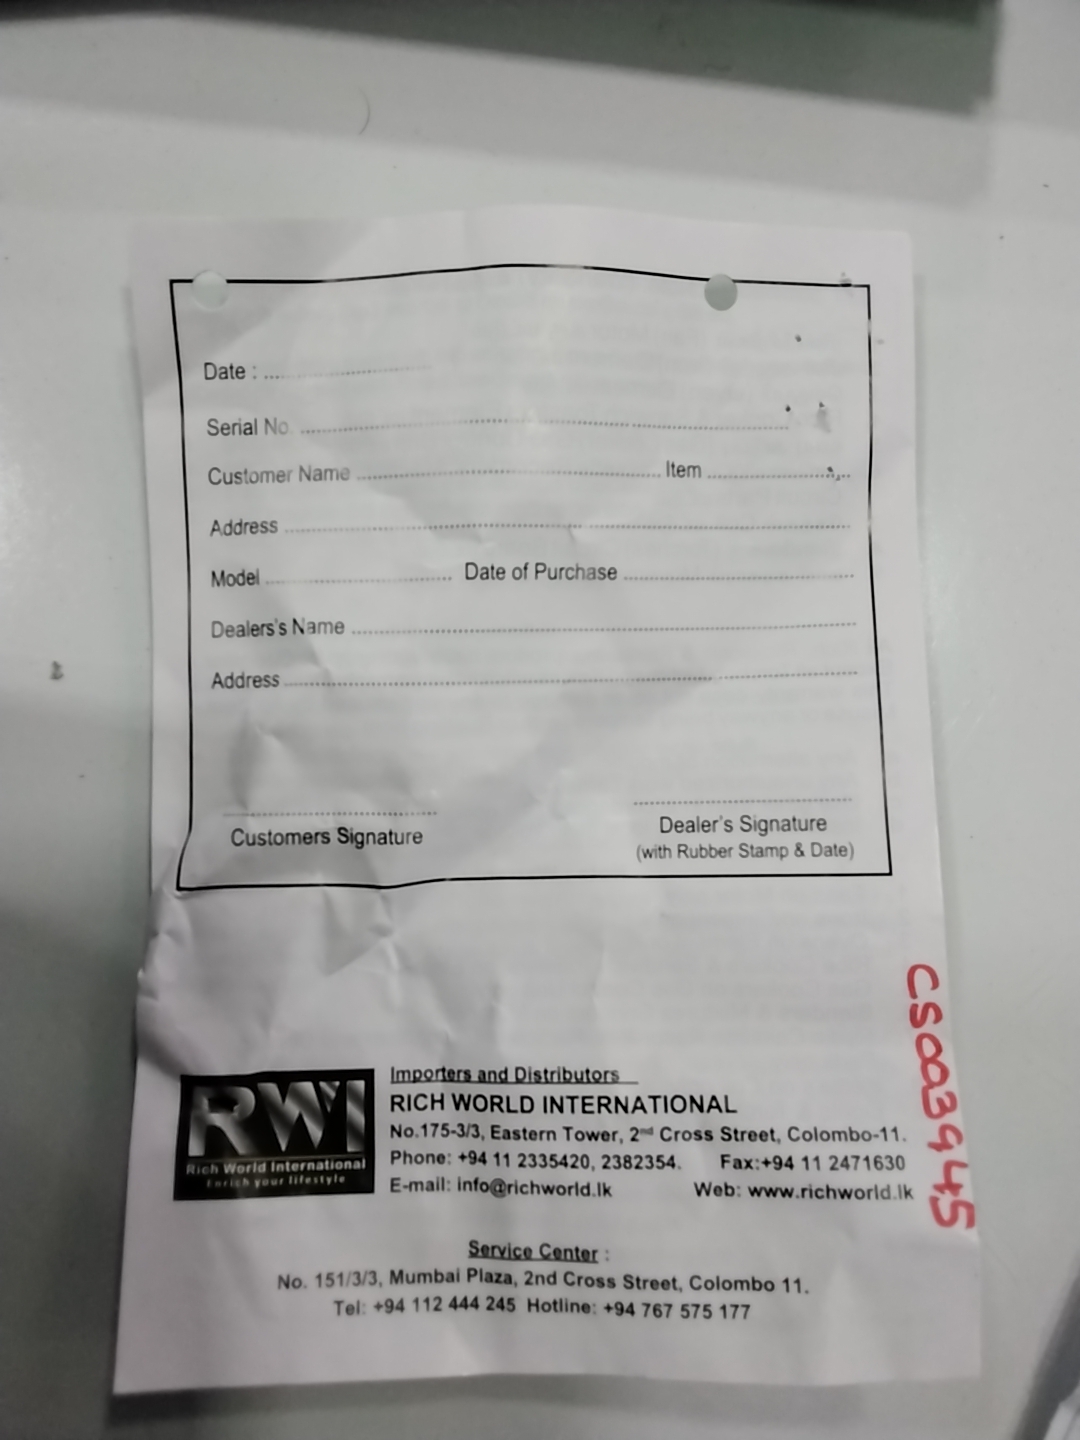 Date : ...........................
Serial No. ......................................................................
Customer Name ................................................ Item ......................
Address ......................................................................
Model .............................. Date of Purchase ......................................
Dealers's Name ......................................................................
Address ......................................................................
Customers Signature
Dealer's Signature
(with Rubber Stamp & Date)
CS0039945
RWI
Rich World International
Enrich your lifestyle
Importers and Distributors
RICH WORLD INTERNATIONAL
No.175-3/3, Eastern Tower, 2nd Cross Street, Colombo-11.
Phone: +94 11 2335420, 2382354. Fax:+94 11 2471630
E-mail: info@richworld.lk Web: www.richworld.lk
Service Center :
No. 151/3/3, Mumbai Plaza, 2nd Cross Street, Colombo 11.
Tel: +94 112 444 245 Hotline: +94 767 575 177